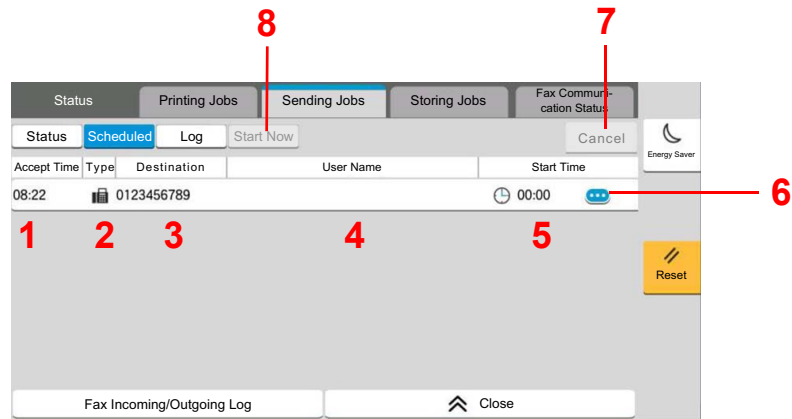 8
7
Status
Printing Jobs
Sending Jobs
Storing Jobs
Fax Communi-
cation Status
Status
Scheduled
Log
Start Now
Cancel
Energy Saver
Accept Time
Type
Destination
User Name
Start Time
08:22
0123456789
00:00
6
1
2
3
4
5
Reset
Fax Incoming/Outgoing Log
Close